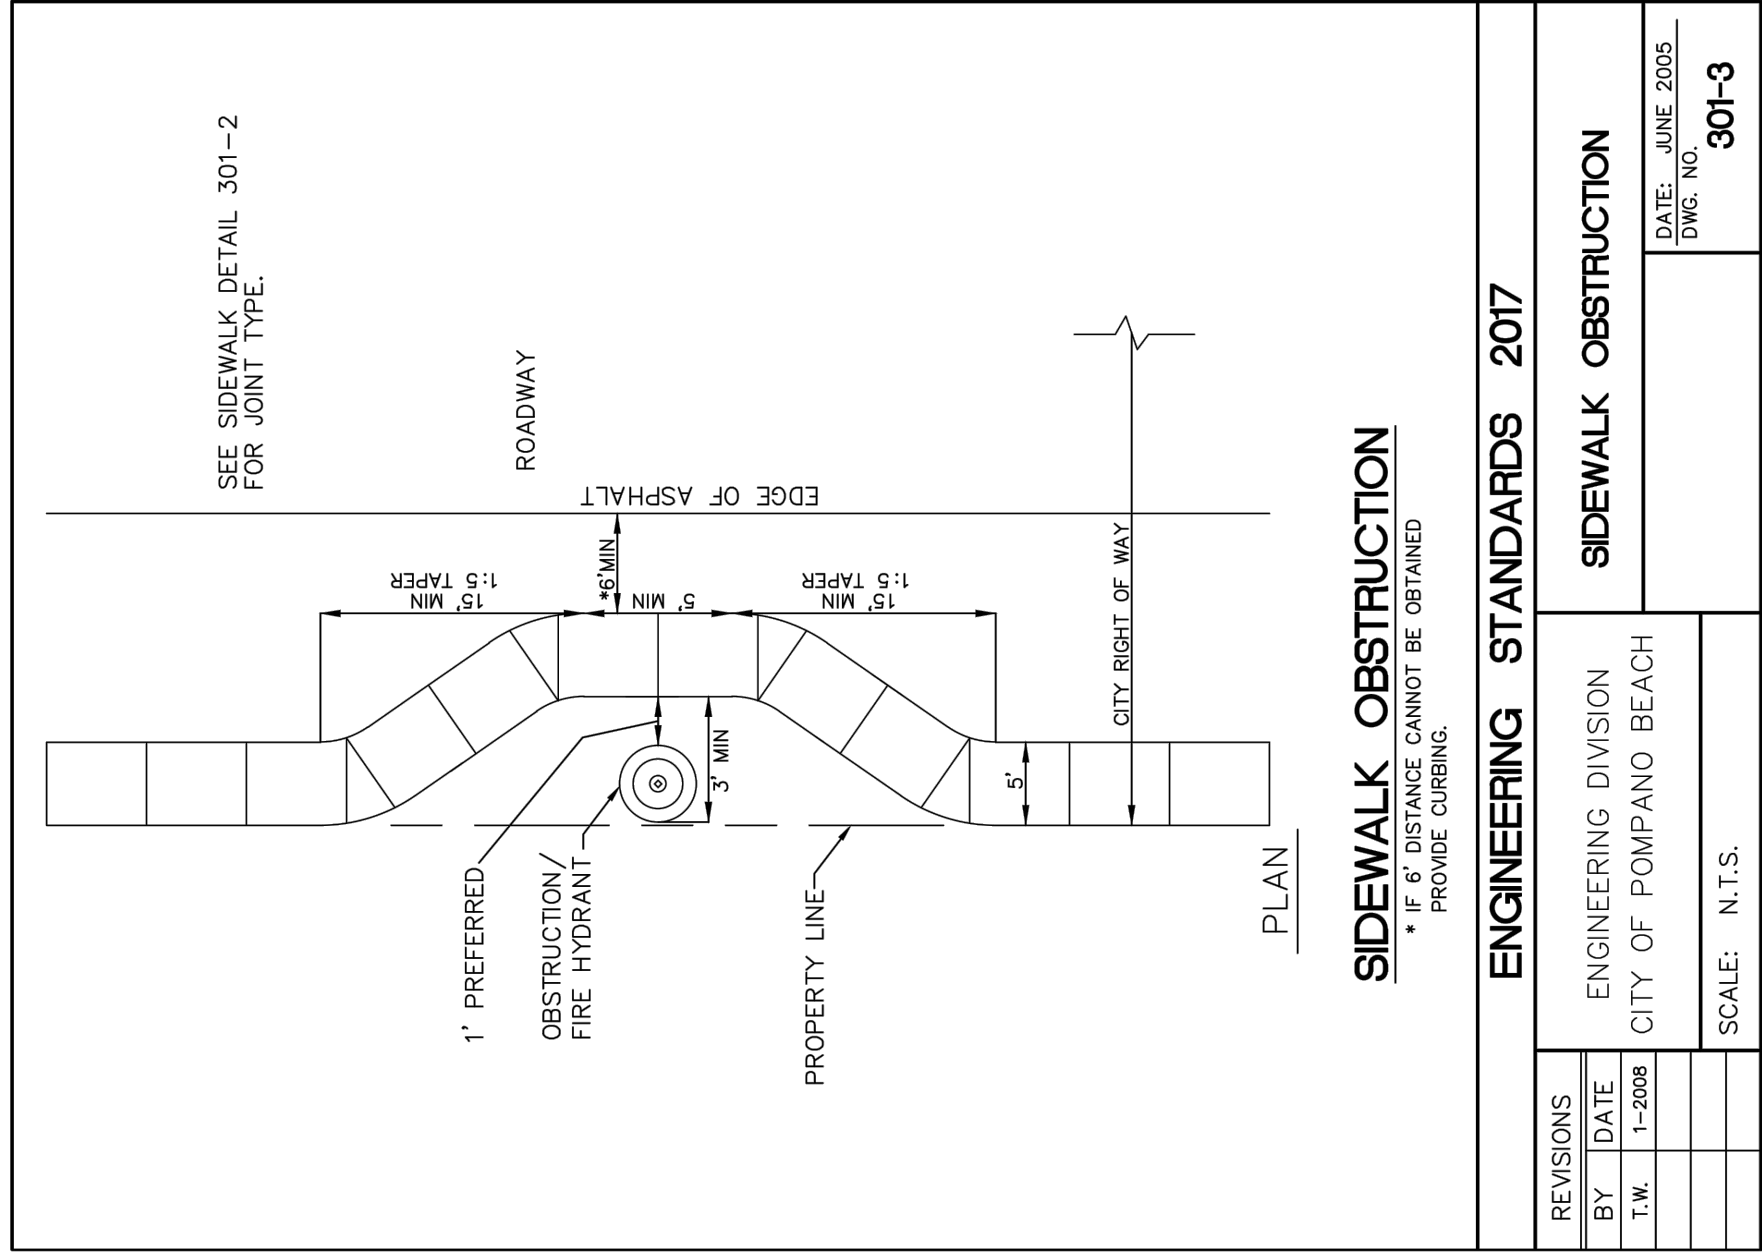 SEE SIDEWALK DETAIL 301-2
FOR JOINT TYPE.
ROADWAY
EDGE OF ASPHALT
15' MIN
1:5 TAPER
*6'MIN
5' MIN
15' MIN
1:5 TAPER
1' PREFERRED
OBSTRUCTION/
FIRE HYDRANT
3' MIN
PROPERTY LINE
5'
CITY RIGHT OF WAY
PLAN
SIDEWALK OBSTRUCTION
* IF 6' DISTANCE CANNOT BE OBTAINED
PROVIDE CURBING.
ENGINEERING STANDARDS 2017
REVISIONS
BY DATE
T.W. 1-2008
ENGINEERING DIVISION
CITY OF POMPANO BEACH
SCALE: N.T.S.
SIDEWALK OBSTRUCTION
DATE: JUNE 2005
DWG. NO.
301-3